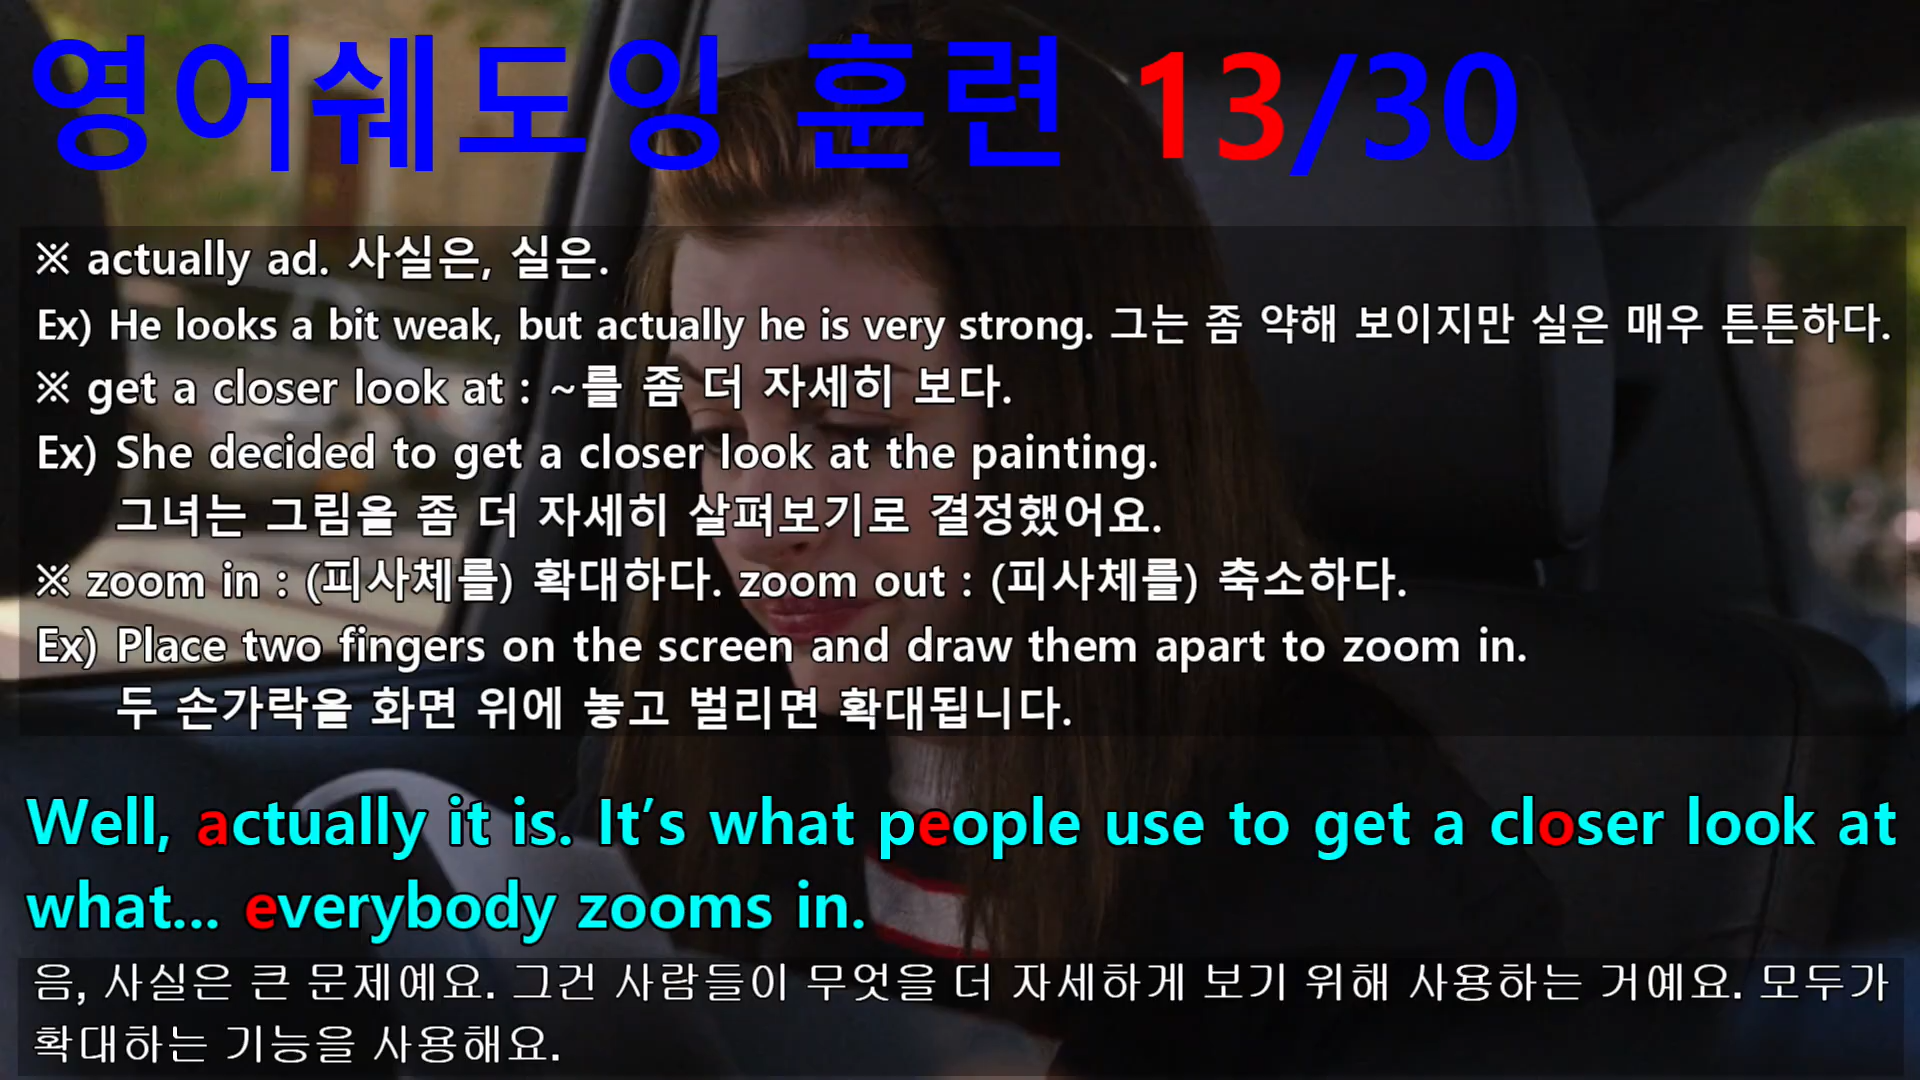 영어쉐도잉 훈련 13/30
※ actually ad. 사실은, 실은.
Ex) He looks a bit weak, but actually he is very strong. 그는 좀 약해 보이지만 실은 매우 튼튼하다.
※ get a closer look at : ~를 좀 더 자세히 보다.
Ex) She decided to get a closer look at the painting.
그녀는 그림을 좀 더 자세히 살펴보기로 결정했어요.
※ zoom in : (피사체를) 확대하다. zoom out : (피사체를) 축소하다.
Ex) Place two fingers on the screen and draw them apart to zoom in.
두 손가락을 화면 위에 놓고 벌리면 확대됩니다.
Well, actually it is. It’s what people use to get a closer look at
what... everybody zooms in.
음, 사실은 큰 문제예요. 그건 사람들이 무엇을 더 자세하게 보기 위해 사용하는 거예요. 모두가
확대하는 기능을 사용해요.